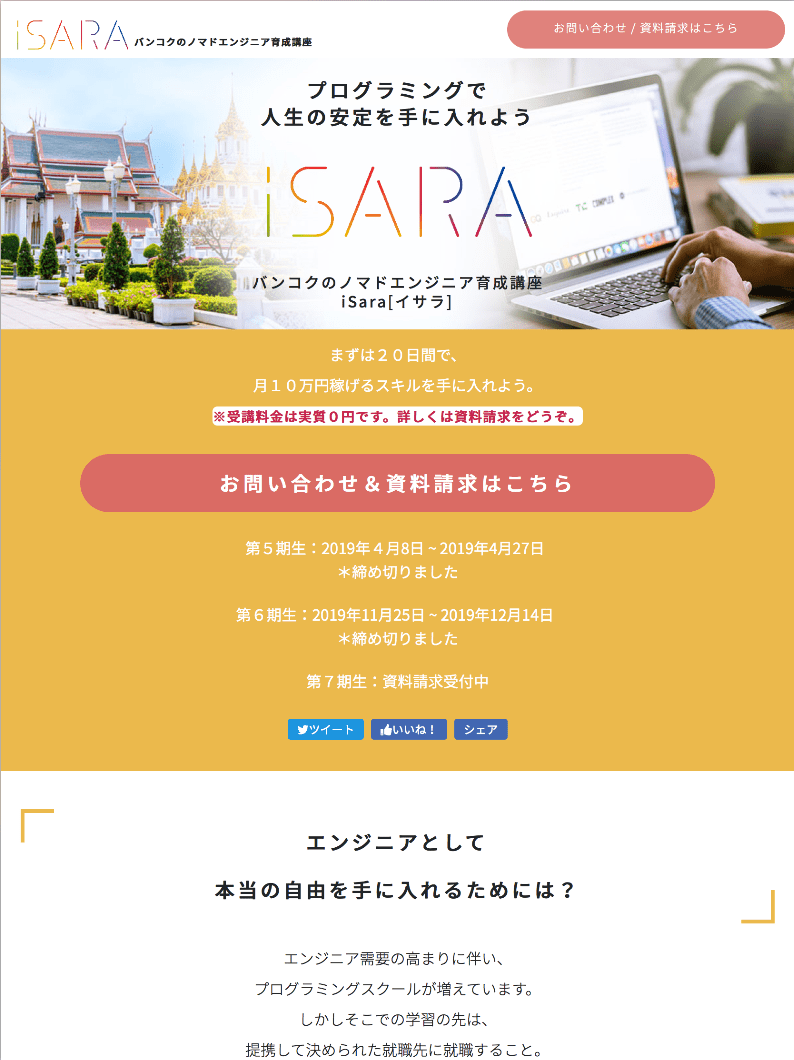 iSARA バンコクのノマドエンジニア育成講座
お問い合わせ / 資料請求はこちら
プログラミングで
人生の安定を手に入れよう
iSARA
バンコクのノマドエンジニア育成講座
iSara[イサラ]
まずは２０日間で、
月１０万円稼げるスキルを手に入れよう。
※受講料金は実質０円です。詳しくは資料請求をどうぞ。
お問い合わせ＆資料請求はこちら
第５期生：2019年４月8日 ~ 2019年4月27日
＊締め切りました
第６期生：2019年11月25日 ~ 2019年12月14日
＊締め切りました
第７期生：資料請求受付中
ツイート いいね！ シェア
エンジニアとして
本当の自由を手に入れるためには？
エンジニア需要の高まりに伴い、
プログラミングスクールが増えています。
しかしそこでの学習の先は、
提携して決められた就職先に就職すること。